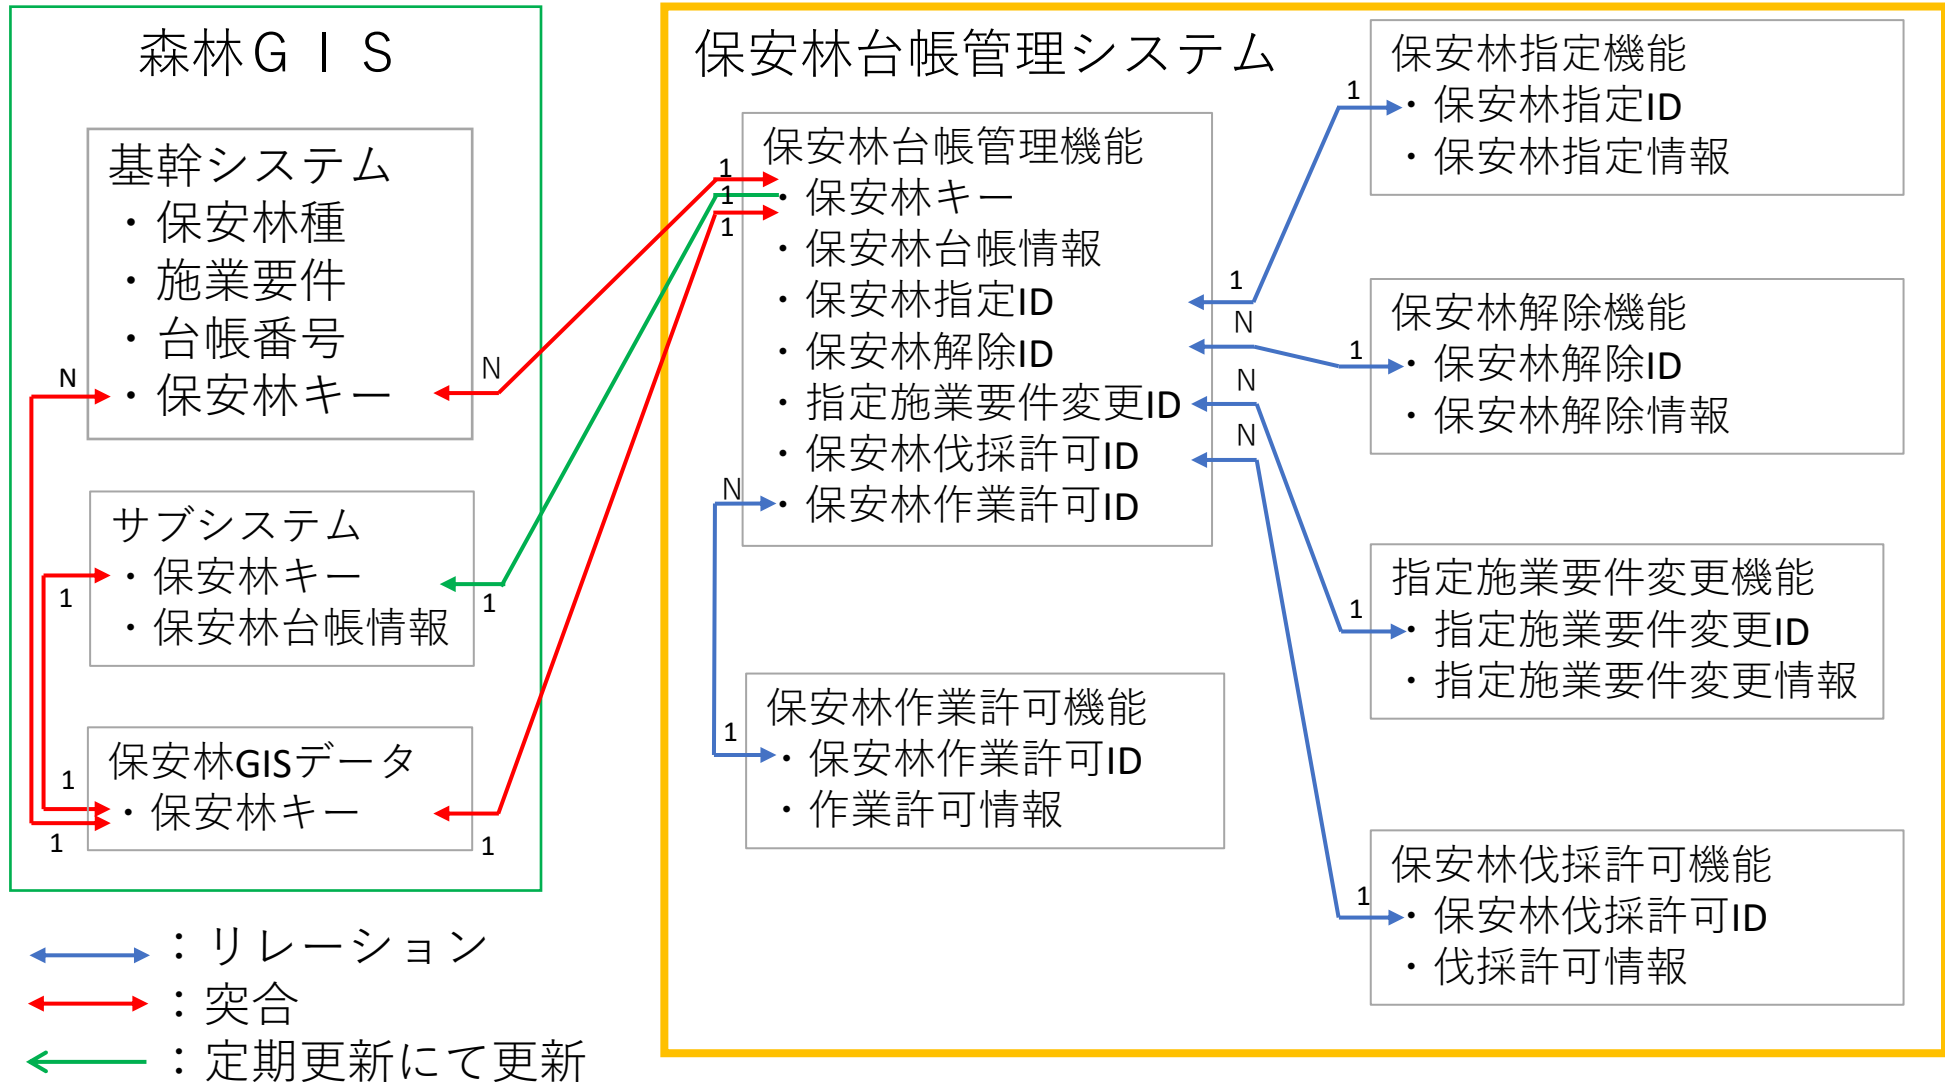 森林ＧＩＳ
基幹システム
・保安林種
・施業要件
・台帳番号
・保安林キー
N
N
サブシステム
・保安林キー
・保安林台帳情報
1
1
保安林GISデータ
・保安林キー
1
1
1
保安林台帳管理システム
保安林台帳管理機能
・保安林キー
・保安林台帳情報
・保安林指定ID
・保安林解除ID
・指定施業要件変更ID
・保安林伐採許可ID
・保安林作業許可ID
1
1
1
1
N
N
N
N
保安林作業許可機能
・保安林作業許可ID
・作業許可情報
1
保安林指定機能
・保安林指定ID
・保安林指定情報
1
保安林解除機能
・保安林解除ID
・保安林解除情報
1
指定施業要件変更機能
・指定施業要件変更ID
・指定施業要件変更情報
1
保安林伐採許可機能
・保安林伐採許可ID
・伐採許可情報
1
：リレーション
：突合
：定期更新にて更新